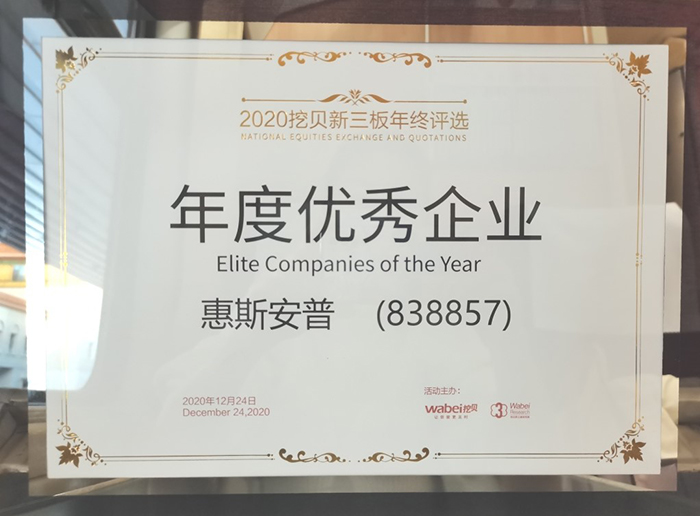 2020挖贝新三板年终评选
NATIONAL EQUITIES EXCHANGE AND QUOTATIONS
年度优秀企业
Elite Companies of the Year
惠斯安普 (838857)
2020年12月24日
December 24,2020
活动主办：
wabei挖贝
Wabei
Research